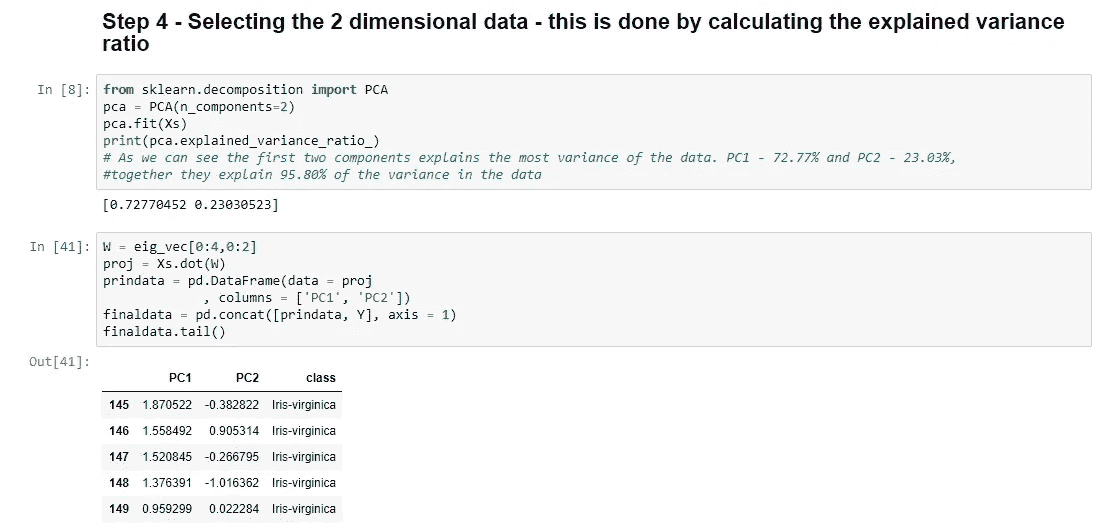 Step 4 - Selecting the 2 dimensional data - this is done by calculating the explained variance
ratio
In [8]: from sklearn.decomposition import PCA
pca = PCA(n_components=2)
pca.fit(Xs)
print(pca.explained_variance_ratio_)
# As we can see the first two components explains the most variance of the data. PC1 - 72.77% and PC2 - 23.03%,
#together they explain 95.80% of the variance in the data
[0.72770452 0.23030523]
In [41]: W = eig_vec[0:4,0:2]
proj = Xs.dot(W)
prindata = pd.DataFrame(data = proj
, columns = ['PC1', 'PC2'])
finaldata = pd.concat([prindata, Y], axis = 1)
finaldata.tail()
Out[41]:
PC1 PC2 class
145 1.870522 -0.382822 Iris-virginica
146 1.558492 0.905314 Iris-virginica
147 1.520845 -0.266795 Iris-virginica
148 1.376391 -1.016362 Iris-virginica
149 0.959299 0.022284 Iris-virginica